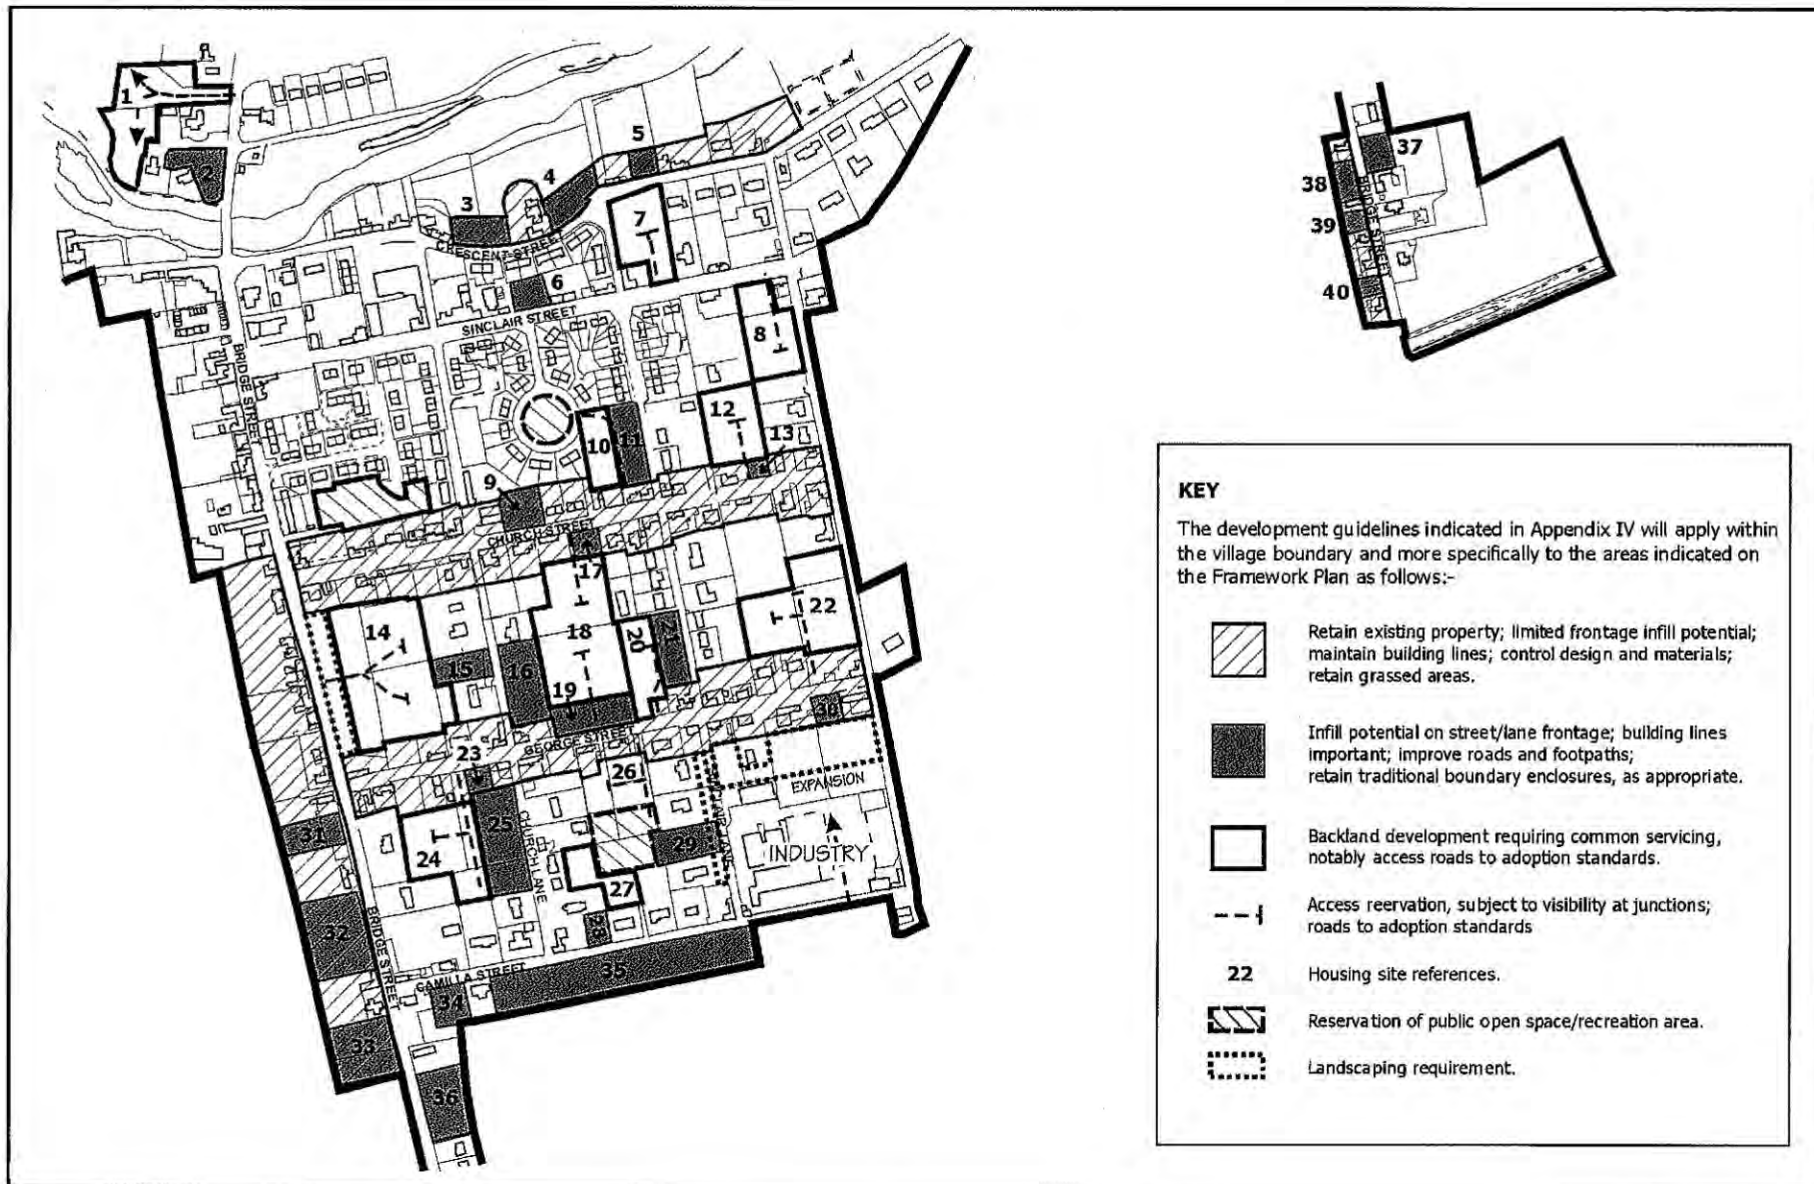 1
2
3
4
5
6
7
8
9
10
11
12
13
14
15
16
17
18
19
20
21
22
23
24
25
26
27
28
29
30
31
32
33
34
35
36
37
38
39
40
CRESCENT STREET
SINCLAIR STREET
BRIDGE STREET
CHURCH STREET
GEORGE STREET
CHURCH LANE
EXPANSION
INDUSTRY
BRIDGE STREET
CAMILLA STREET
BRIDGE STREET
KEY
The development guidelines indicated in Appendix IV will apply within
the village boundary and more specifically to the areas indicated on
the Framework Plan as follows:-
Retain existing property; limited frontage infill potential;
maintain building lines; control design and materials;
retain grassed areas.
Infill potential on street/lane frontage; building lines
important; improve roads and footpaths;
retain traditional boundary enclosures, as appropriate.
Backland development requiring common servicing,
notably access roads to adoption standards.
Access reervation, subject to visibility at junctions;
roads to adoption standards
22
Housing site references.
Reservation of public open space/recreation area.
Landscaping requirement.